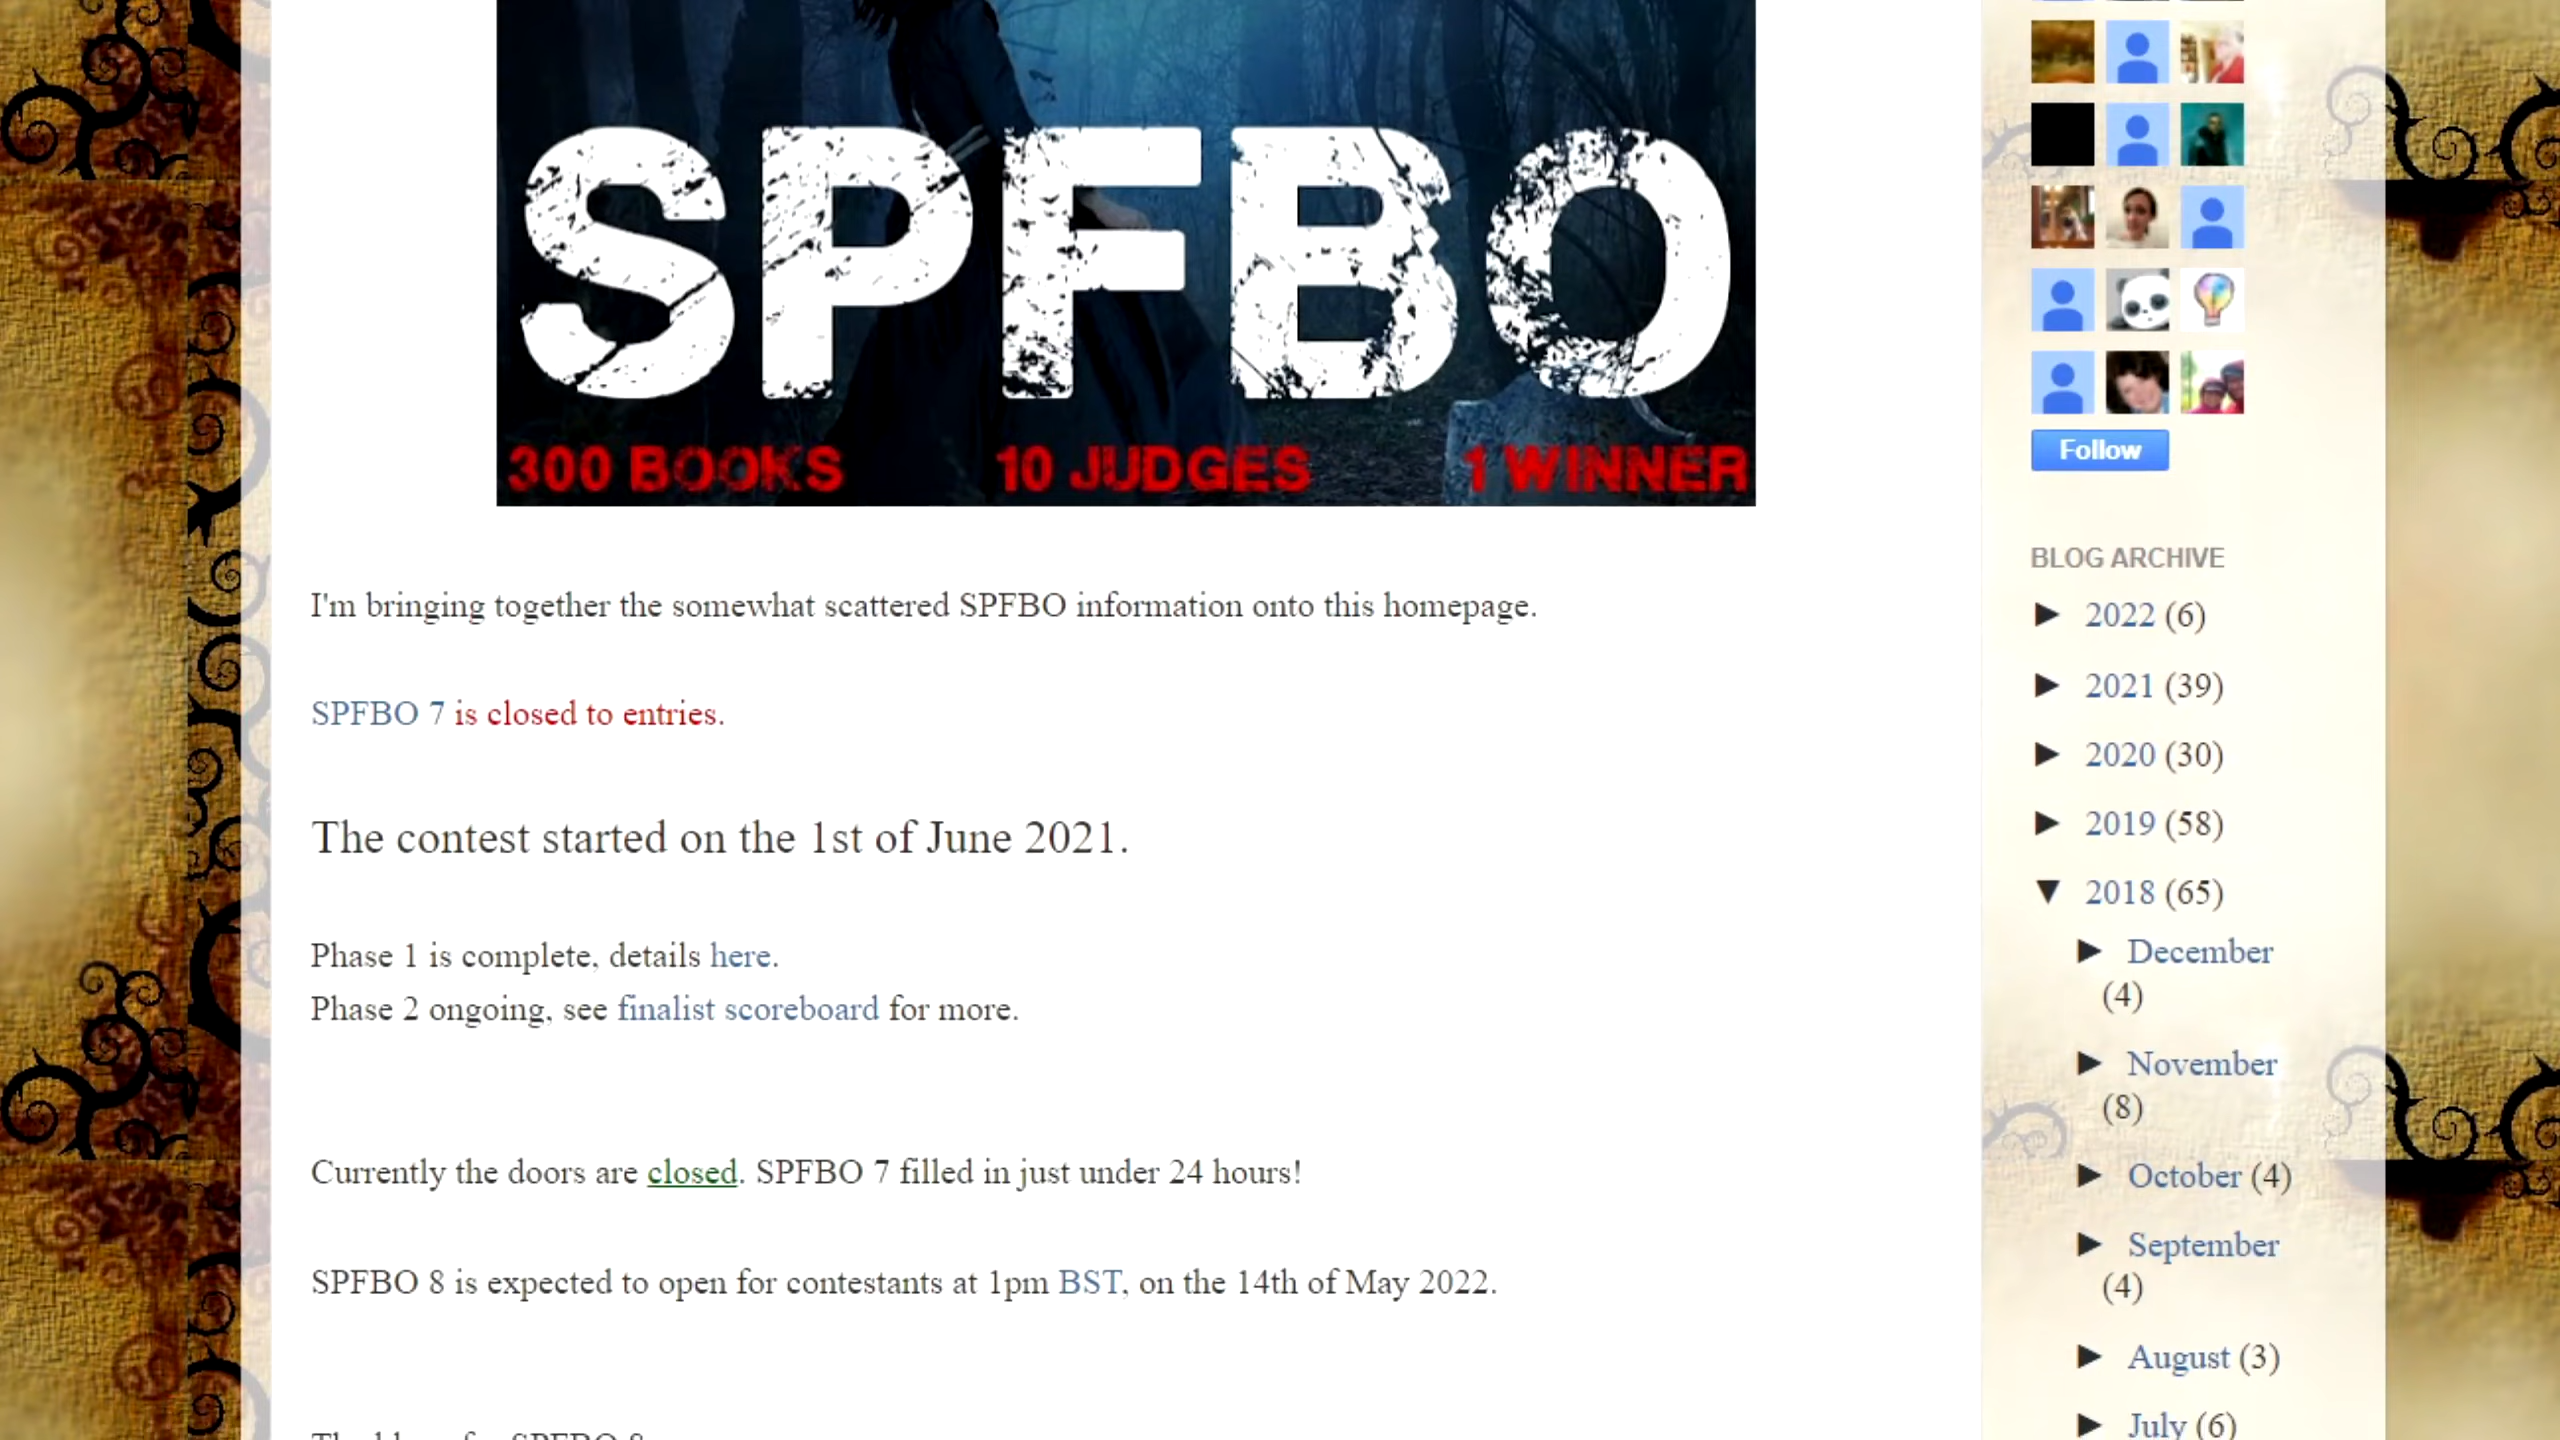 SPFBO
300 BOOKS 10 JUDGES 1 WINNER
I'm bringing together the somewhat scattered SPFBO information onto this homepage.
SPFBO 7 is closed to entries.
The contest started on the 1st of June 2021.
Phase 1 is complete, details here.
Phase 2 ongoing, see finalist scoreboard for more.
Currently the doors are closed. SPFBO 7 filled in just under 24 hours!
SPFBO 8 is expected to open for contestants at 1pm BST, on the 14th of May 2022.
Follow
BLOG ARCHIVE
► 2022 (6)
► 2021 (39)
► 2020 (30)
► 2019 (58)
▼ 2018 (65)
► December
(4)
► November
(8)
► October (4)
► September
(4)
► August (3)
► July (6)